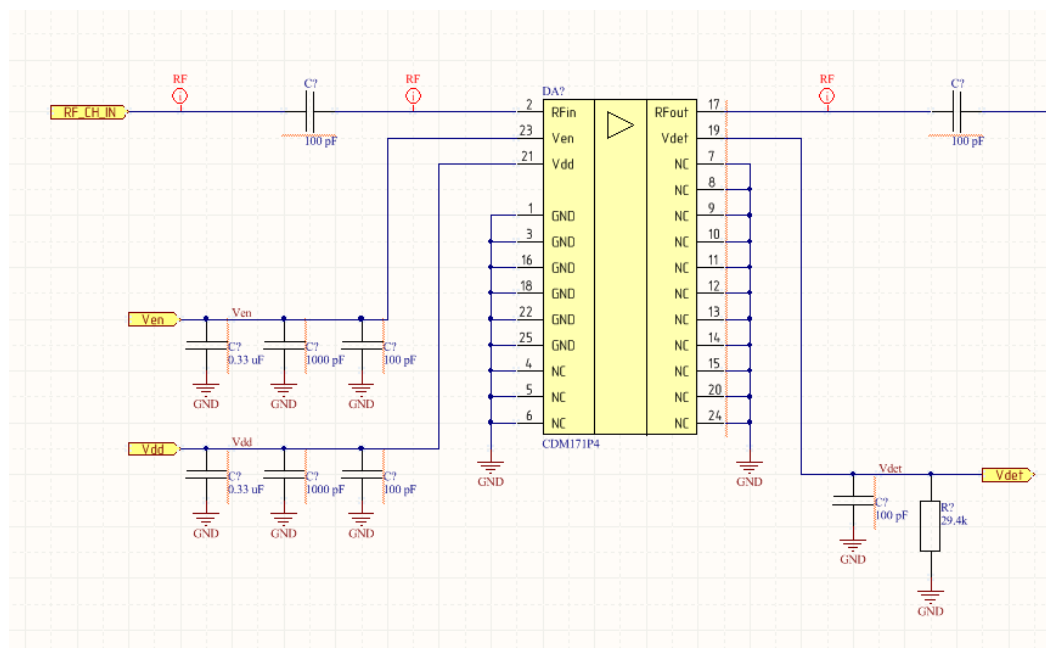 RF
RF
RF
C?
C?
DA?
RF_CH_IN
100 pF
100 pF
2
RFin
RFout
17
23
Ven
Vdet
19
21
Vdd
NC
7
NC
8
1
GND
NC
9
3
GND
NC
10
16
GND
NC
11
18
GND
NC
12
22
GND
NC
13
25
GND
NC
14
4
NC
NC
15
5
NC
NC
20
6
NC
NC
24
CDM171P4
GND
GND
Ven
Ven
C?
0.33 uF
C?
1000 pF
C?
100 pF
GND
GND
GND
Vdd
Vdd
C?
0.33 uF
C?
1000 pF
C?
100 pF
GND
GND
GND
Vdet
Vdet
C?
100 pF
R?
29.4k
GND
GND